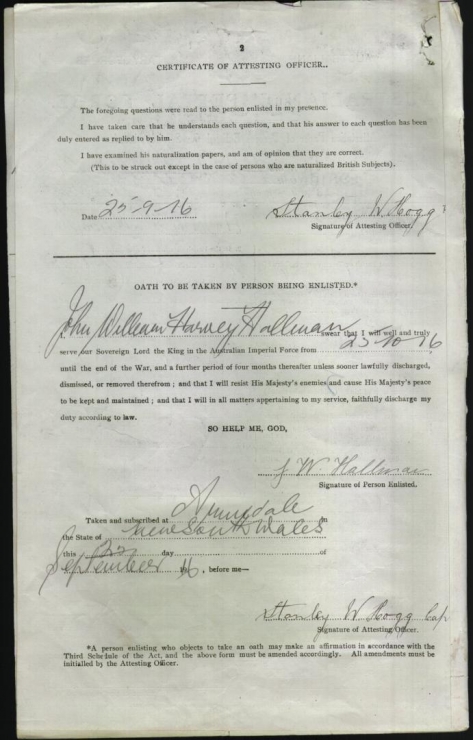 2
CERTIFICATE OF ATTESTING OFFICER..
The foregoing questions were read to the person enlisted in my presence.
I have taken care that he understands each question, and that his answer to each question has been
duly entered as replied to by him.
I have examined his naturalization papers, and am of opinion that they are correct.
(This to be struck out except in the case of persons who are naturalized British Subjects).
Date 25-9-16 Stanley W Hogg
Signature of Attesting Officer.
OATH TO BE TAKEN BY PERSON BEING ENLISTED.*
John William Harvey Hallman swear that I will well and truly
serve our Sovereign Lord the King in the Australian Imperial Force from 25-10-16
until the end of the War, and a further period of four months thereafter unless sooner lawfully discharged,
dismissed, or removed therefrom ; and that I will resist His Majesty's enemies and cause His Majesty's peace
to be kept and maintained ; and that I will in all matters appertaining to my service, faithfully discharge my
duty according to law.
SO HELP ME, GOD,
J W Hallman
Signature of Person Enlisted.
Taken and subscribed at Armidale in
the State of New South Wales
this day of
September 16, before me—
Stanley W Hogg Cap
Signature of Attesting Officer.
*A person enlisting who objects to take an oath may make an affirmation in accordance with the
Third Schedule of the Act, and the above form must be amended accordingly. All amendments must be
initialled by the Attesting Officer.